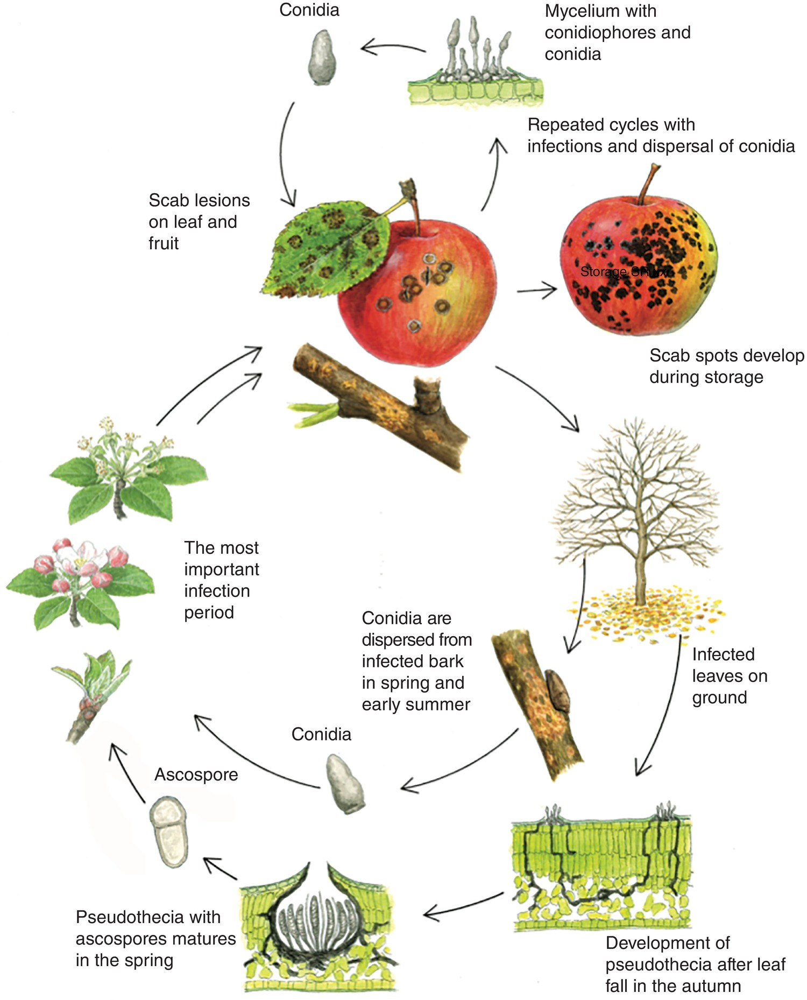 Conidia
Mycelium with
conidiophores and
conidia
Repeated cycles with
infections and dispersal of conidia
Scab lesions
on leaf and
fruit
Storage
Scab spots develop
during storage
The most
important
infection
period
Conidia are
dispersed from
infected bark
in spring and
early summer
Infected
leaves on
ground
Conidia
Ascospore
Pseudothecia with
ascospores matures
in the spring
Development of
pseudothecia after leaf
fall in the autumn